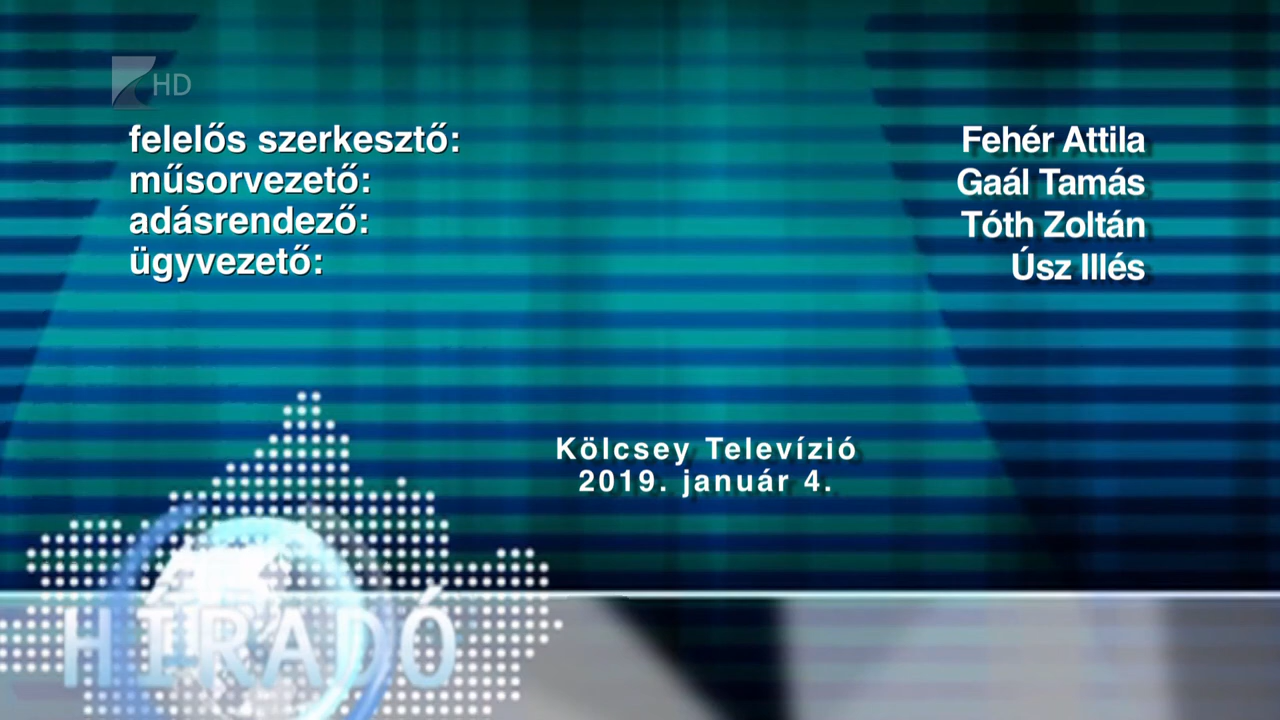 HD
felelős szerkesztő: Fehér Attila
műsorvezető: Gaál Tamás
adásrendező: Tóth Zoltán
ügyvezető: Úsz Illés
Kölcsey Televízió
2019. január 4.
HÍRADÓ